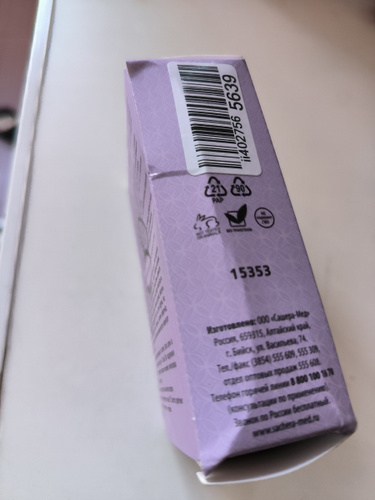 ii402756 5639
21
PAP
90
15353
Изготовлено: ООО «Сашера-Мед»
Россия, 659315, Алтайский край,
г. Бийск, ул. Васильева, 74.
Тел./факс (3854) 555 609, 555 309,
отдел оптовых продаж 555 608.
Телефон горячей линии 8 800 100 19 79
(консультации по применению)
Звонок по России бесплатный
www.sachera-med.ru